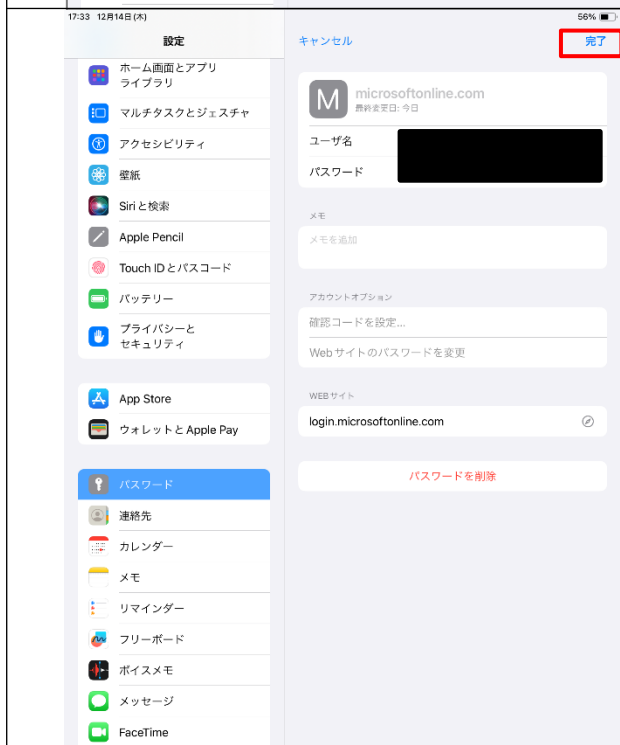 17:33 12月14日(木)
56%
設定
ホーム画面とアプリ
ライブラリ
マルチタスクとジェスチャ
アクセシビリティ
壁紙
Siriと検索
Apple Pencil
Touch IDとパスコード
バッテリー
プライバシーと
セキュリティ
App Store
ウォレットとApple Pay
パスワード
連絡先
カレンダー
メモ
リマインダー
フリーボード
ボイスメモ
メッセージ
FaceTime
キャンセル
完了
M
microsoftonline.com
最終変更日: 今日
ユーザ名
パスワード
メモ
メモを追加
アカウントオプション
確認コードを設定...
Webサイトのパスワードを変更
WEBサイト
login.microsoftonline.com
パスワードを削除